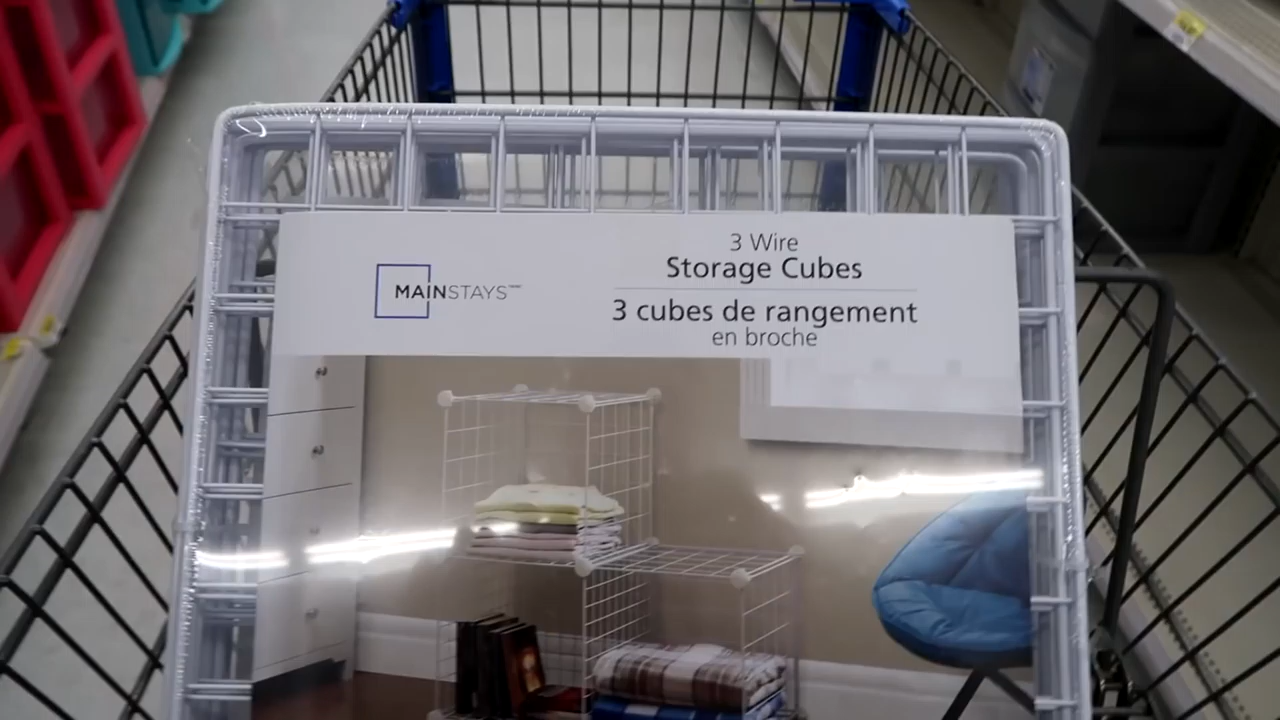 MAINSTAYS
3 Wire
Storage Cubes
3 cubes de rangement
en broche